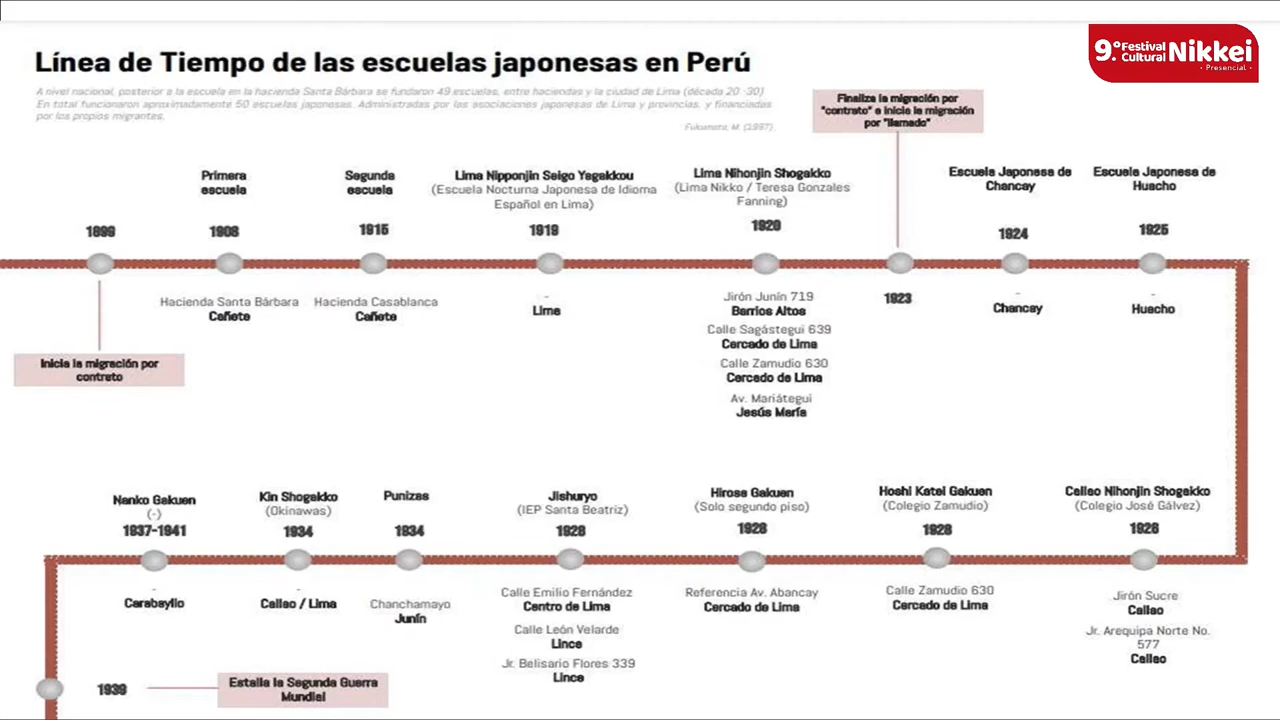 9.º Festival Cultural Nikkei
· Presencial ·
Línea de Tiempo de las escuelas japonesas en Perú
A nivel nacional, posterior a la escuela en la hacienda Santa Bárbara se fundaron 49 escuelas, entre haciendas y la ciudad de Lima (década 20 -30)
En total funcionaron aproximadamente 50 escuelas japonesas. Administradas por las asociaciones japonesas de Lima y provincias, y financiadas
por los propios migrantes.
Fukumoto, M. (1997).
Finaliza la migración por
"contrato" e inicia la migración
por "llamado"
Primera
escuela
1908
Segunda
escuela
1915
Lima Nipponjin Seigo Yagakkou
(Escuela Nocturna Japonesa de Idioma
Español en Lima)
1919
Lima Nihonjin Shogakko
(Lima Nikko / Teresa Gonzales
Fanning)
1920
Escuela Japonesa de
Chancay
1924
Escuela Japonesa de
Huacho
1925
1899
Inicia la migración por
contrato
Hacienda Santa Bárbara
Cañete
Hacienda Casablanca
Cañete
-
Lima
Jirón Junín 719
Barrios Altos
Calle Sagástegui 639
Cercado de Lima
Calle Zamudio 630
Cercado de Lima
Av. Mariátegui
Jesús María
1923
-
Chancay
-
Huacho
Nanko Gakuen
(-)
1937-1941
Kin Shogakko
(Okinawas)
1934
Punizas
1934
Jishuryo
(IEP Santa Beatriz)
1928
Hirosa Gakuen
(Solo segundo piso)
1928
Hoshi Katei Gakuen
(Colegio Zamudio)
1928
Callao Nihonjin Shogakko
(Colegio José Gálvez)
1926
-
Carabayllo
-
Callao / Lima
Chanchamayo
Junín
Calle Emilio Fernández
Centro de Lima
Calle León Velarde
Lince
Jr. Belisario Flores 339
Lince
Referencia Av. Abancay
Cercado de Lima
Calle Zamudio 630
Cercado de Lima
Jirón Sucre
Callao
Jr. Arequipa Norte No.
577
Callao
1939
Estalla la Segunda Guerra
Mundial